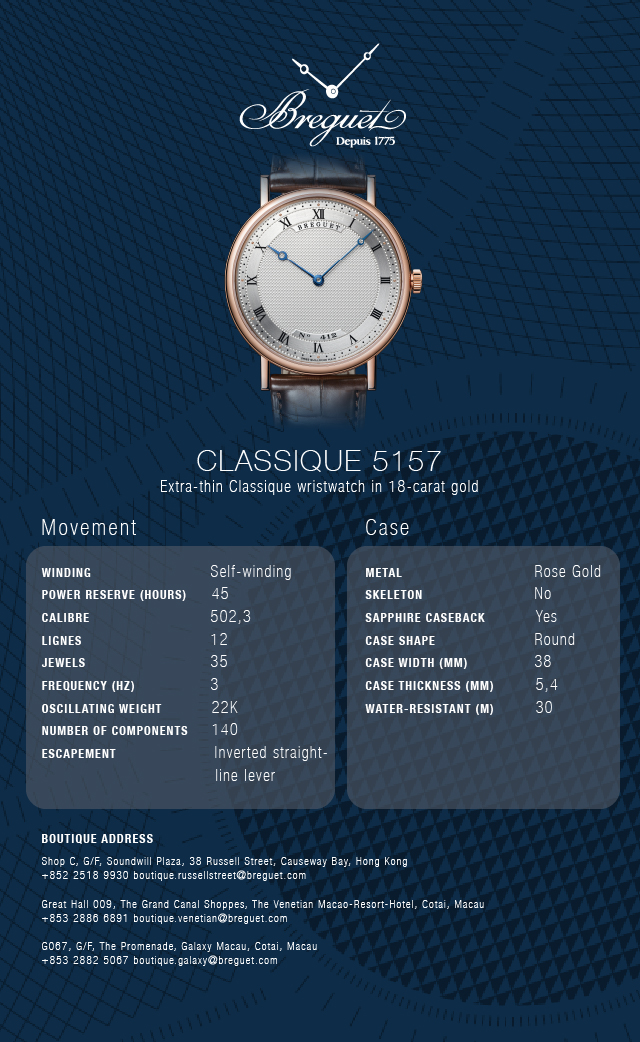 Breguet
Depuis 1775
XII
I
XI
BREGUET
X
II
IX
III
VIII
IIII
VII
V
VI
Nº 412
CLASSIQUE 5157
Extra-thin Classique wristwatch in 18-carat gold
Movement
WINDING Self-winding
POWER RESERVE (HOURS) 45
CALIBRE 502,3
LIGNES 12
JEWELS 35
FREQUENCY (HZ) 3
OSCILLATING WEIGHT 22K
NUMBER OF COMPONENTS 140
ESCAPEMENT Inverted straight-
line lever
Case
METAL Rose Gold
SKELETON No
SAPPHIRE CASEBACK Yes
CASE SHAPE Round
CASE WIDTH (MM) 38
CASE THICKNESS (MM) 5,4
WATER-RESISTANT (M) 30
BOUTIQUE ADDRESS
Shop C, G/F, Soundwill Plaza, 38 Russell Street, Causeway Bay, Hong Kong
+852 2518 9930 boutique.russellstreet@breguet.com
Great Hall 009, The Grand Canal Shoppes, The Venetian Macao-Resort-Hotel, Cotai, Macau
+853 2886 6891 boutique.venetian@breguet.com
G067, G/F, The Promenade, Galaxy Macau, Cotai, Macau
+853 2882 5067 boutique.galaxy@breguet.com